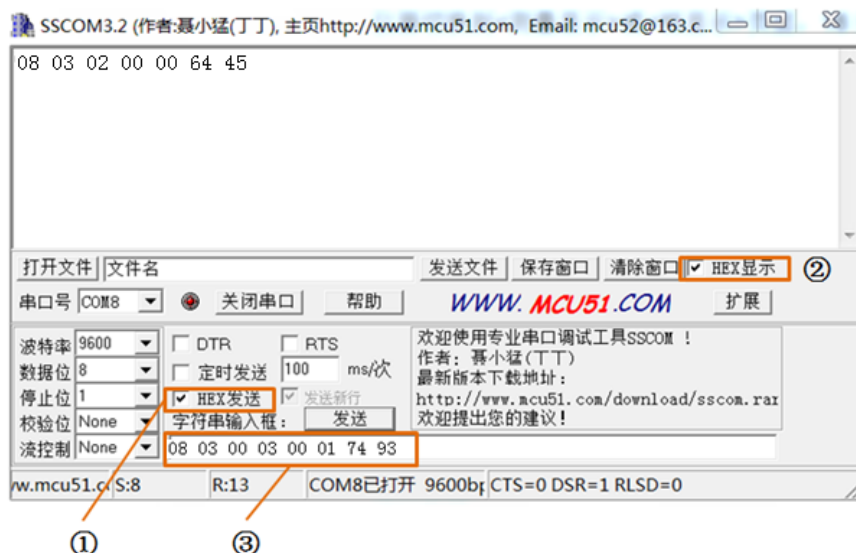 SSCOM3.2 (作者:聂小猛(丁丁), 主页http://www.mcu51.com, Email: mcu52@163.c...
08 03 02 00 00 64 45
打开文件 文件名 发送文件 保存窗口 清除窗口 HEX显示 ②
串口号 COM8 关闭串口 帮助 WWW. MCU51.COM 扩展
波特率 9600 DTR RTS
数据位 8 定时发送 100 ms/次
停止位 1 HEX发送 发送新行
校验位 None 字符串输入框: 发送
流控制 None 08 03 00 03 00 01 74 93
欢迎使用专业串口调试工具SSCOM !
作者: 聂小猛(丁丁)
最新版本下载地址:
http://www.mcu51.com/download/sscom.rar
欢迎提出您的建议!
/w.mcu51.c S:8 R:13 COM8已打开 9600bp CTS=0 DSR=1 RLSD=0
① ③